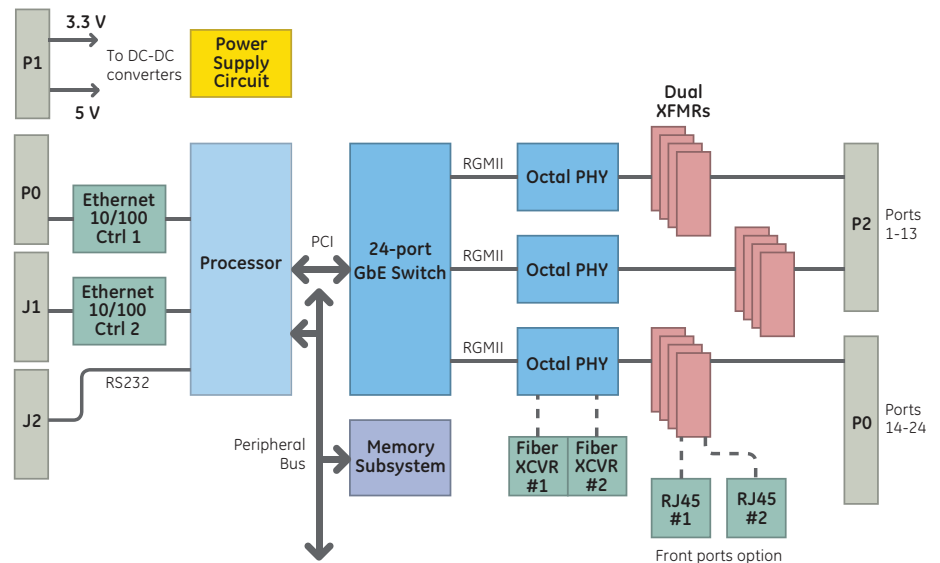 3.3 V
P1
To DC-DC
converters
5 V
Power
Supply
Circuit
P0
Ethernet
10/100
Ctrl 1
J1
Ethernet
10/100
Ctrl 2
J2
RS232
Processor
PCI
24-port
GbE Switch
Peripheral
Bus
Memory
Subsystem
RGMII
Octal PHY
RGMII
Octal PHY
RGMII
Octal PHY
Dual
XFMRs
P2
Ports
1-13
P0
Ports
14-24
Fiber
XCVR
#1
Fiber
XCVR
#2
RJ45
#1
RJ45
#2
Front ports option